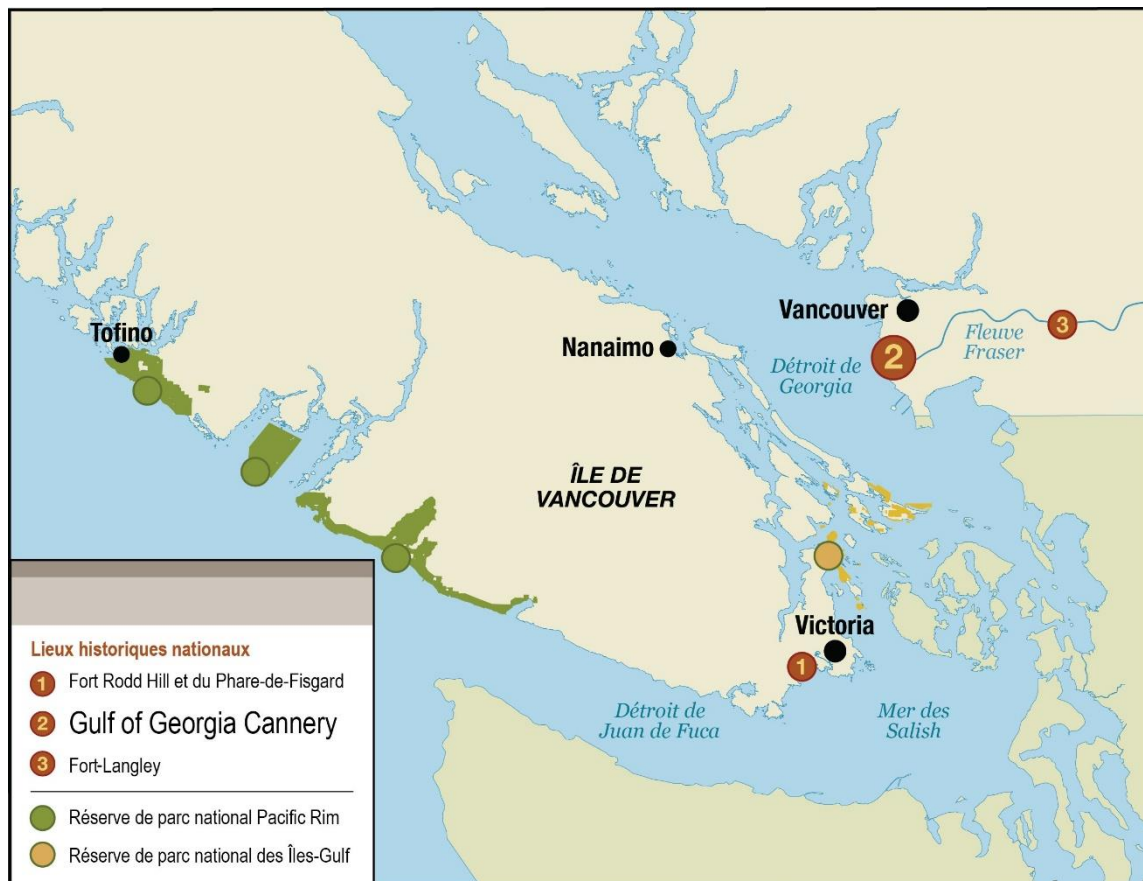 Tofino
Nanaimo
Vancouver
2
3
Fleuve
Fraser
Détroit de
Georgia
ÎLE DE
VANCOUVER
Victoria
1
Détroit de
Juan de Fuca
Mer des
Salish
Lieux historiques nationaux
1 Fort Rodd Hill et du Phare-de-Fisgard
2 Gulf of Georgia Cannery
3 Fort-Langley
Réserve de parc national Pacific Rim
Réserve de parc national des Îles-Gulf